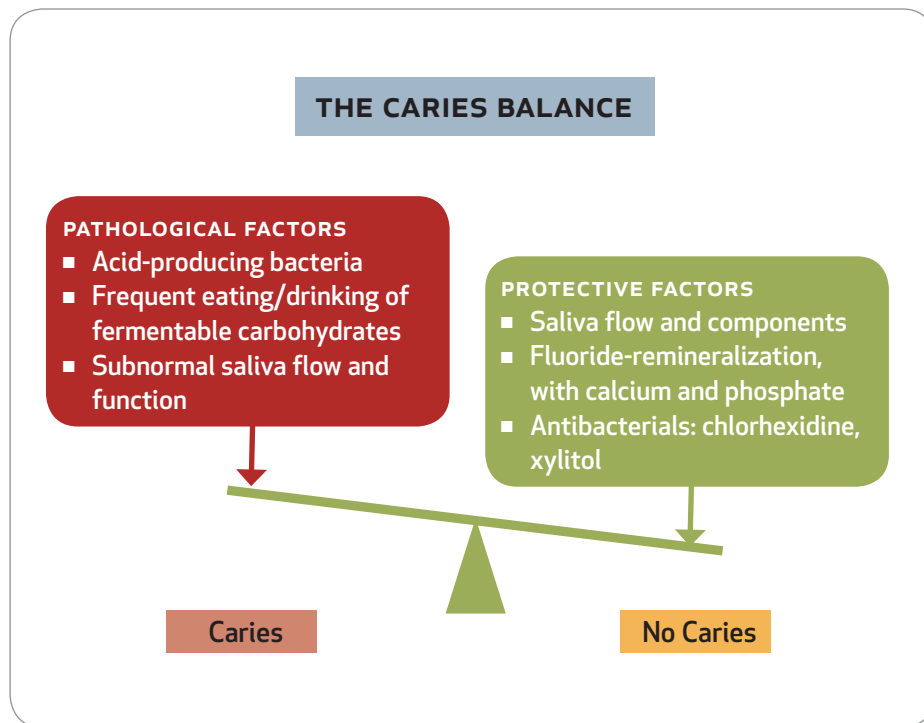 THE CARIES BALANCE
PATHOLOGICAL FACTORS
▪ Acid-producing bacteria
▪ Frequent eating/drinking of
fermentable carbohydrates
▪ Subnormal saliva flow and
function
PROTECTIVE FACTORS
▪ Saliva flow and components
▪ Fluoride-remineralization,
with calcium and phosphate
▪ Antibacterials: chlorhexidine,
xylitol
Caries
No Caries